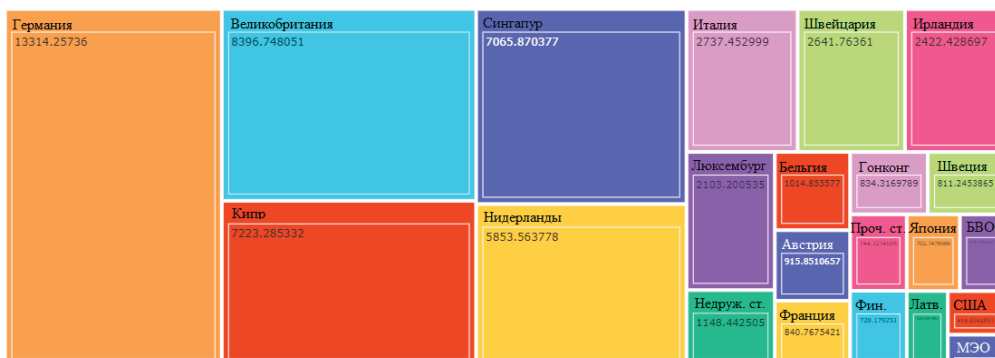 Германия
13314.25736
Великобритания
8396.748051
Сингапур
7065.870377
Италия
2737.452999
Швейцария
2641.76361
Ирландия
2422.428697
Кипр
7223.285332
Нидерланды
5853.563778
Люксембург
2103.200535
Бельгия
1014.855577
Гонконг
834.3169789
Швеция
811.2453865
Австрия
915.8510657
Проч. ст.
Япония
БВО
Недруж. ст.
1148.442505
Франция
840.7675421
Фин.
728.179251
Латв.
США
МЭО